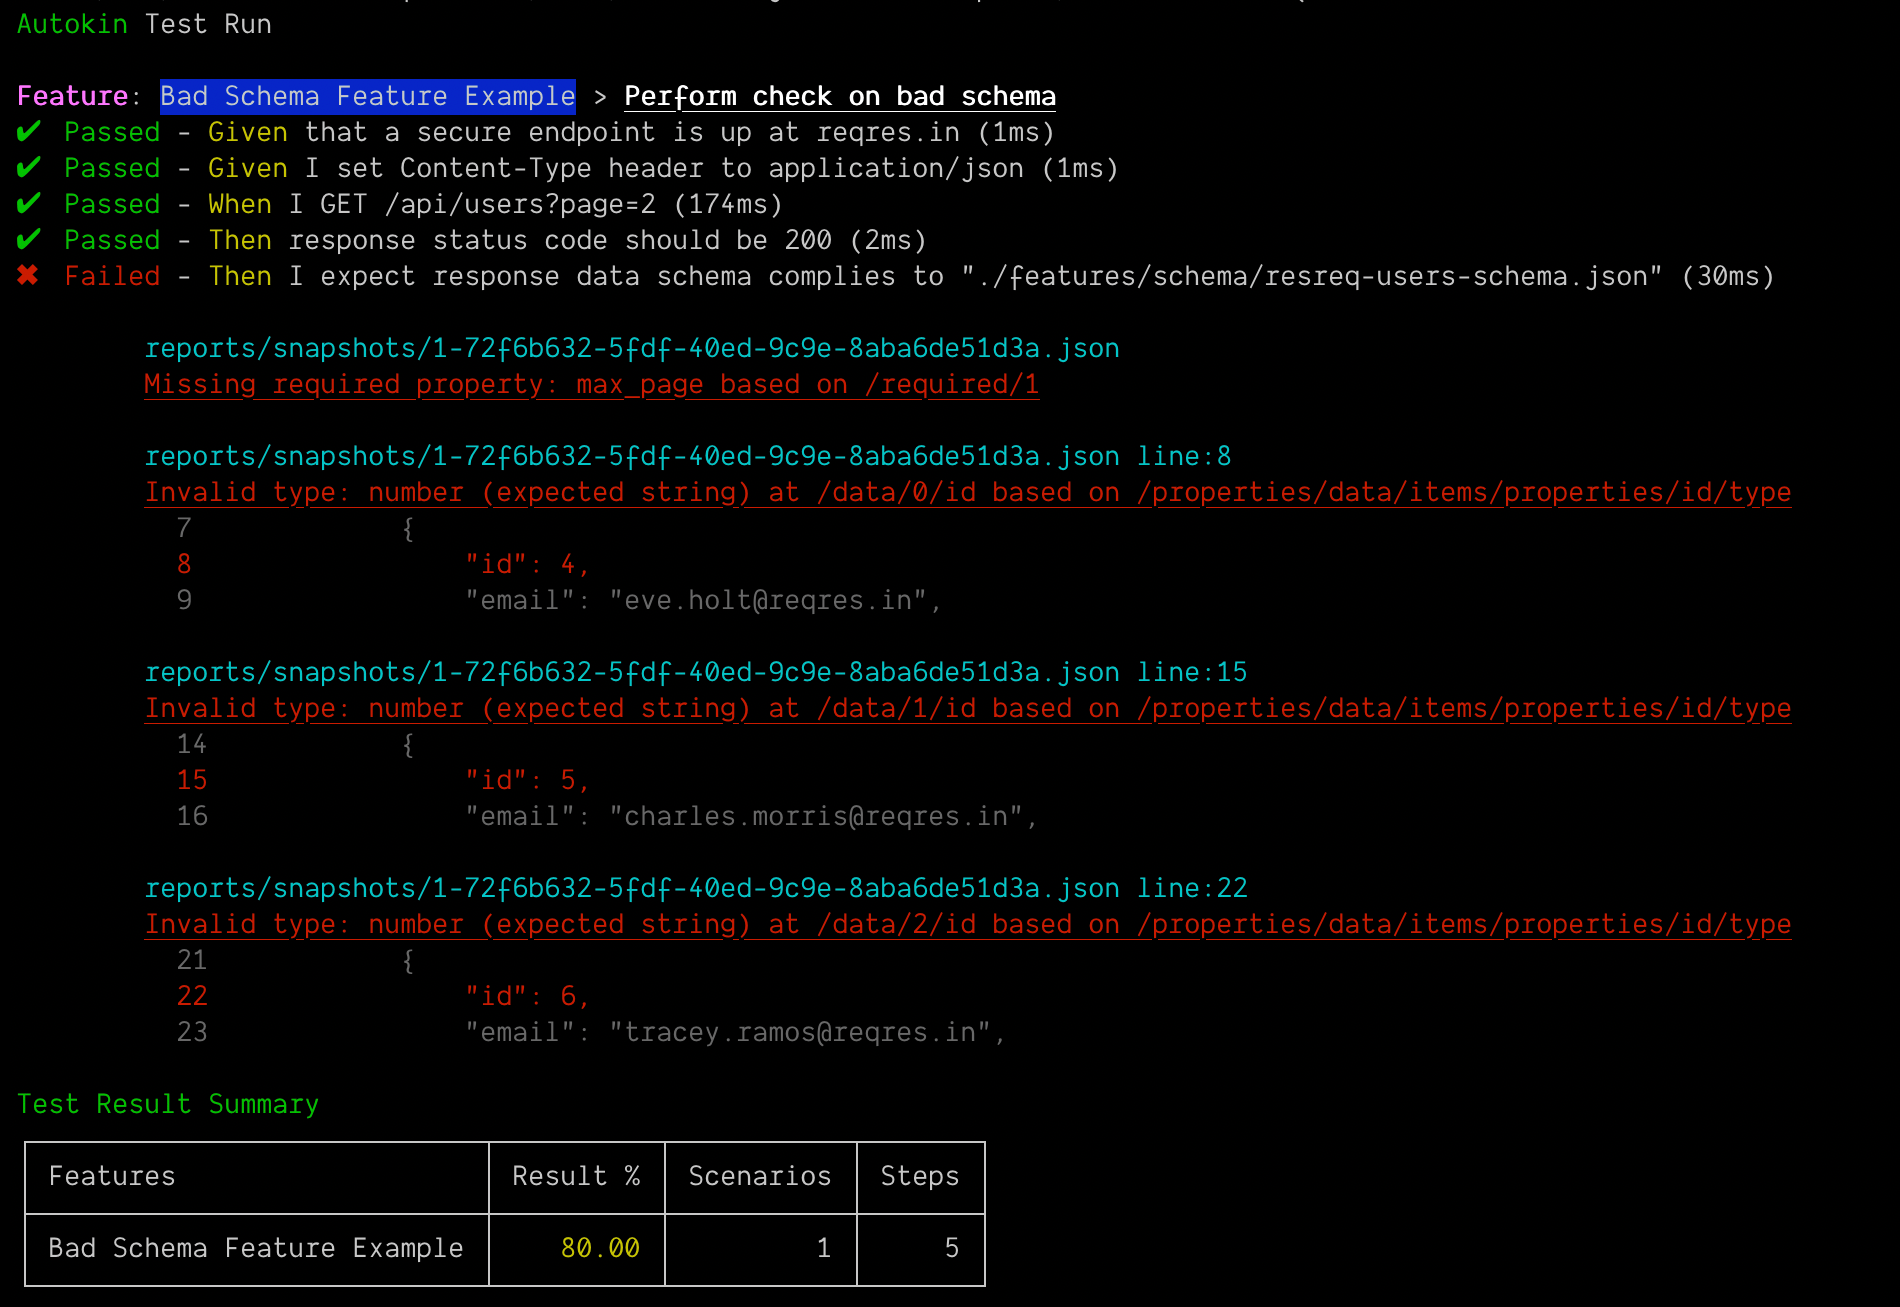 Autokin Test Run
Feature: Bad Schema Feature Example > Perform check on bad schema
✔ Passed - Given that a secure endpoint is up at reqres.in (1ms)
✔ Passed - Given I set Content-Type header to application/json (1ms)
✔ Passed - When I GET /api/users?page=2 (174ms)
✔ Passed - Then response status code should be 200 (2ms)
✖ Failed - Then I expect response data schema complies to "./features/schema/resreq-users-schema.json" (30ms)
reports/snapshots/1-72f6b632-5fdf-40ed-9c9e-8aba6de51d3a.json
Missing required property: max_page based on /required/1
reports/snapshots/1-72f6b632-5fdf-40ed-9c9e-8aba6de51d3a.json line:8
Invalid type: number (expected string) at /data/0/id based on /properties/data/items/properties/id/type
7 {
8 "id": 4,
9 "email": "eve.holt@reqres.in",
reports/snapshots/1-72f6b632-5fdf-40ed-9c9e-8aba6de51d3a.json line:15
Invalid type: number (expected string) at /data/1/id based on /properties/data/items/properties/id/type
14 {
15 "id": 5,
16 "email": "charles.morris@reqres.in",
reports/snapshots/1-72f6b632-5fdf-40ed-9c9e-8aba6de51d3a.json line:22
Invalid type: number (expected string) at /data/2/id based on /properties/data/items/properties/id/type
21 {
22 "id": 6,
23 "email": "tracey.ramos@reqres.in",
Test Result Summary
Features Result % Scenarios Steps
Bad Schema Feature Example 80.00 1 5